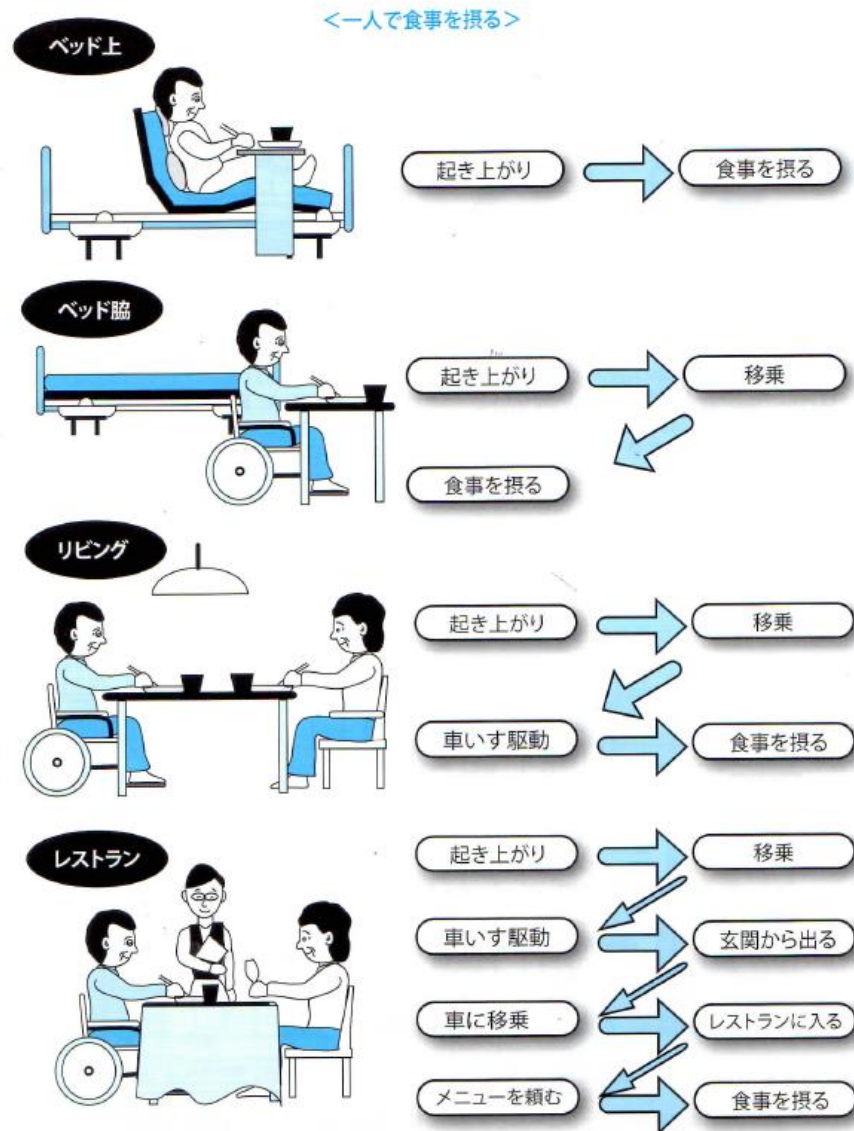 <一人で食事を摂る>
ベッド上
起き上がり
食事を摂る
ベッド脇
起き上がり
移乗
食事を摂る
リビング
起き上がり
移乗
車いす駆動
食事を摂る
レストラン
起き上がり
移乗
車いす駆動
玄関から出る
車に移乗
レストランに入る
メニューを頼む
食事を摂る